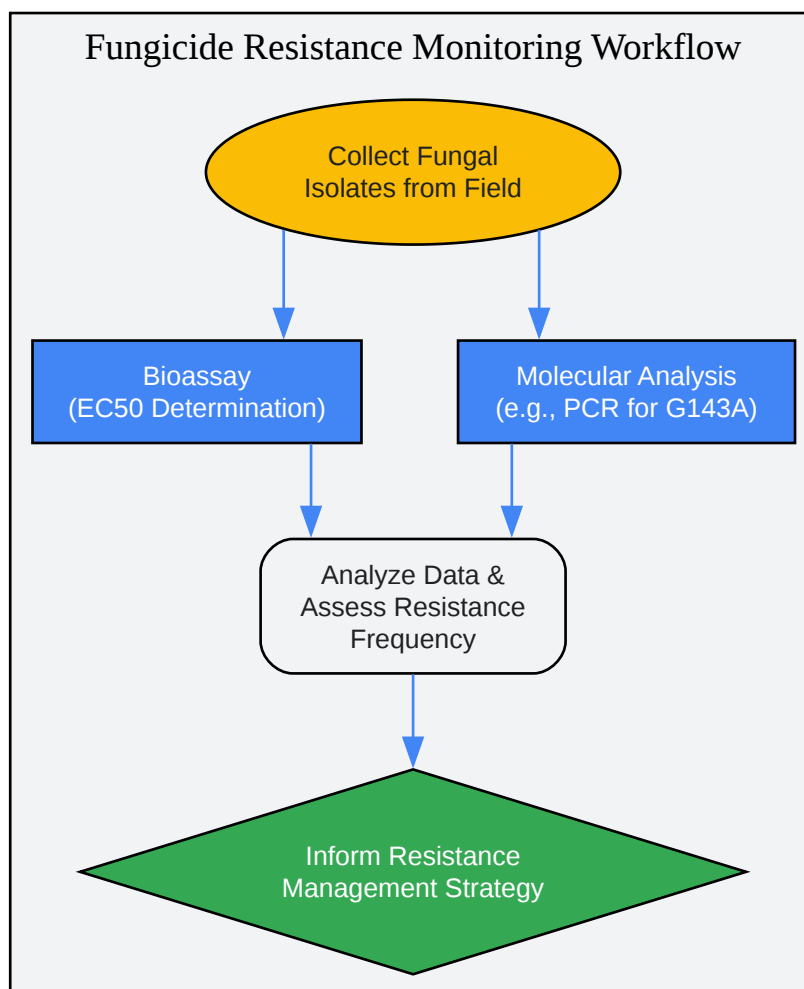 Fungicide Resistance Monitoring Workflow
Collect Fungal
Isolates from Field
Bioassay
(EC50 Determination)
Molecular Analysis
(e.g., PCR for G143A)
Analyze Data &
Assess Resistance
Frequency
Inform Resistance
Management Strategy